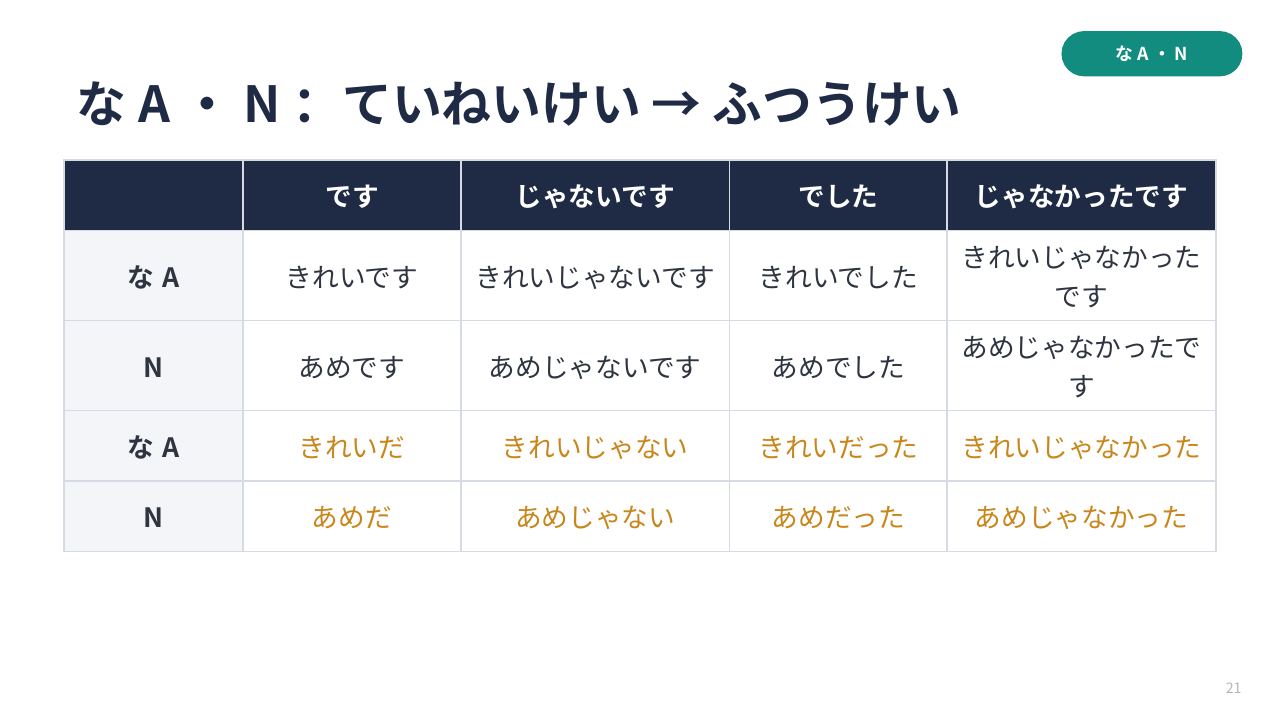 なA・N
なA・N：ていねいけい→ふつうけい
です じゃないです でした じゃなかったです
なA きれいです きれいじゃないです きれいでした きれいじゃなかった
です
N あめです あめじゃないです あめでした あめじゃなかったで
す
なA きれいだ きれいじゃない きれいだった きれいじゃなかった
N あめだ あめじゃない あめだった あめじゃなかった
21